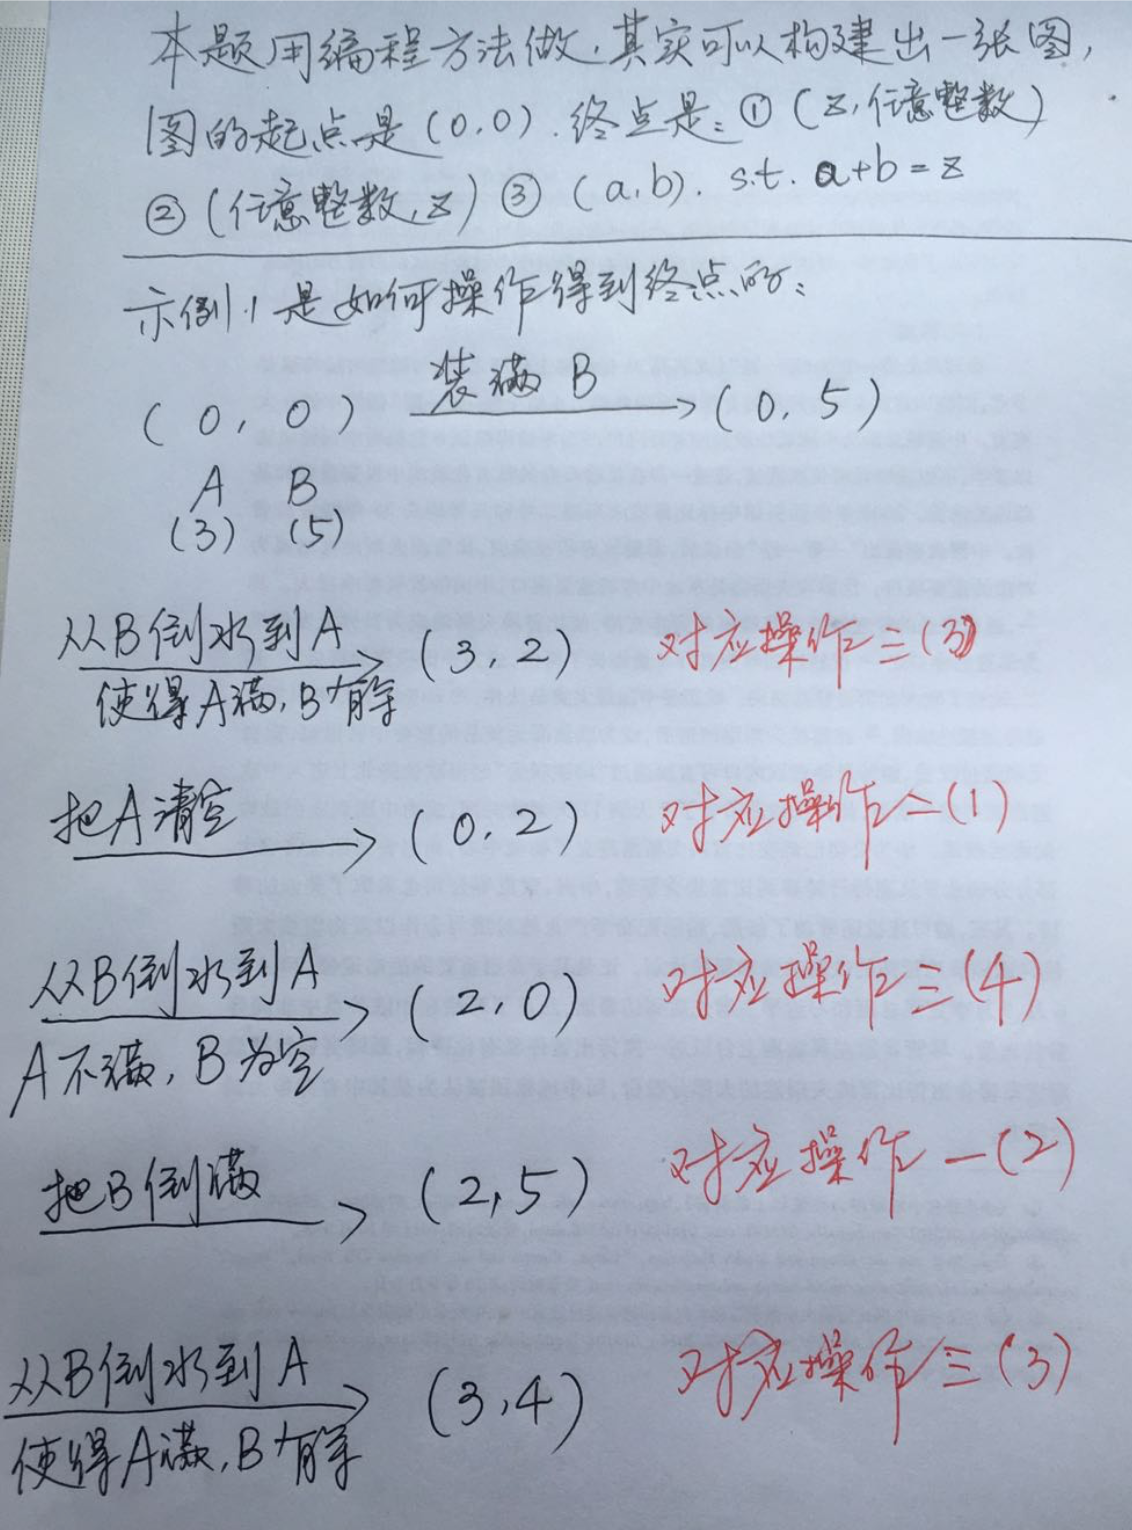 本题用编程方法做,其实可以构建出一张图,
图的起点是(0,0).终点是:①(z,任意整数)
②(任意整数,z)③(a,b). s.t. a+b=z
示例1是如何操作得到终点的:
(0,0) 装满B (0,5)
A B
(3) (5)
从B倒水到A (3,2) 对应操作三(3)
使得A满,B有余
把A清空 (0,2) 对应操作二(1)
从B倒水到A (2,0) 对应操作三(4)
A不满,B为空
把B倒满 (2,5) 对应操作一(2)
从B倒水到A (3,4) 对应操作三(3)
使得A满,B有余